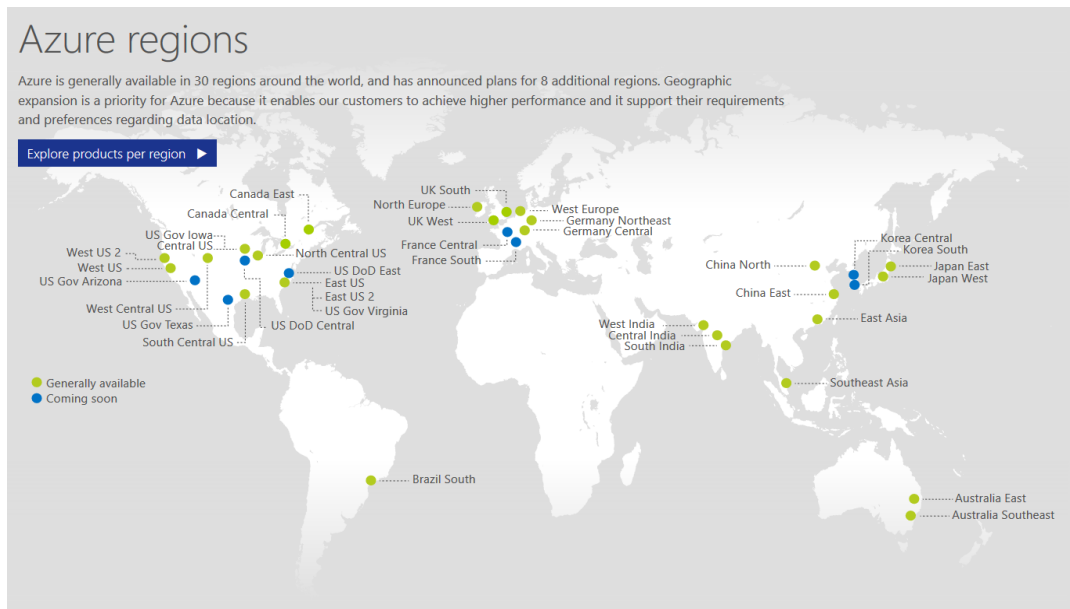 Azure regions
Azure is generally available in 30 regions around the world, and has announced plans for 8 additional regions. Geographic
expansion is a priority for Azure because it enables our customers to achieve higher performance and it support their requirements
and preferences regarding data location.
Explore products per region
Canada East
Canada Central
US Gov Iowa
Central US
West US 2
West US
US Gov Arizona
North Central US
US DoD East
East US
East US 2
US Gov Virginia
West Central US
US Gov Texas
US DoD Central
South Central US
UK South
North Europe
UK West
West Europe
Germany Northeast
Germany Central
France Central
France South
Korea Central
Korea South
China North
Japan East
Japan West
China East
East Asia
West India
Central India
South India
Southeast Asia
Generally available
Coming soon
Brazil South
Australia East
Australia Southeast